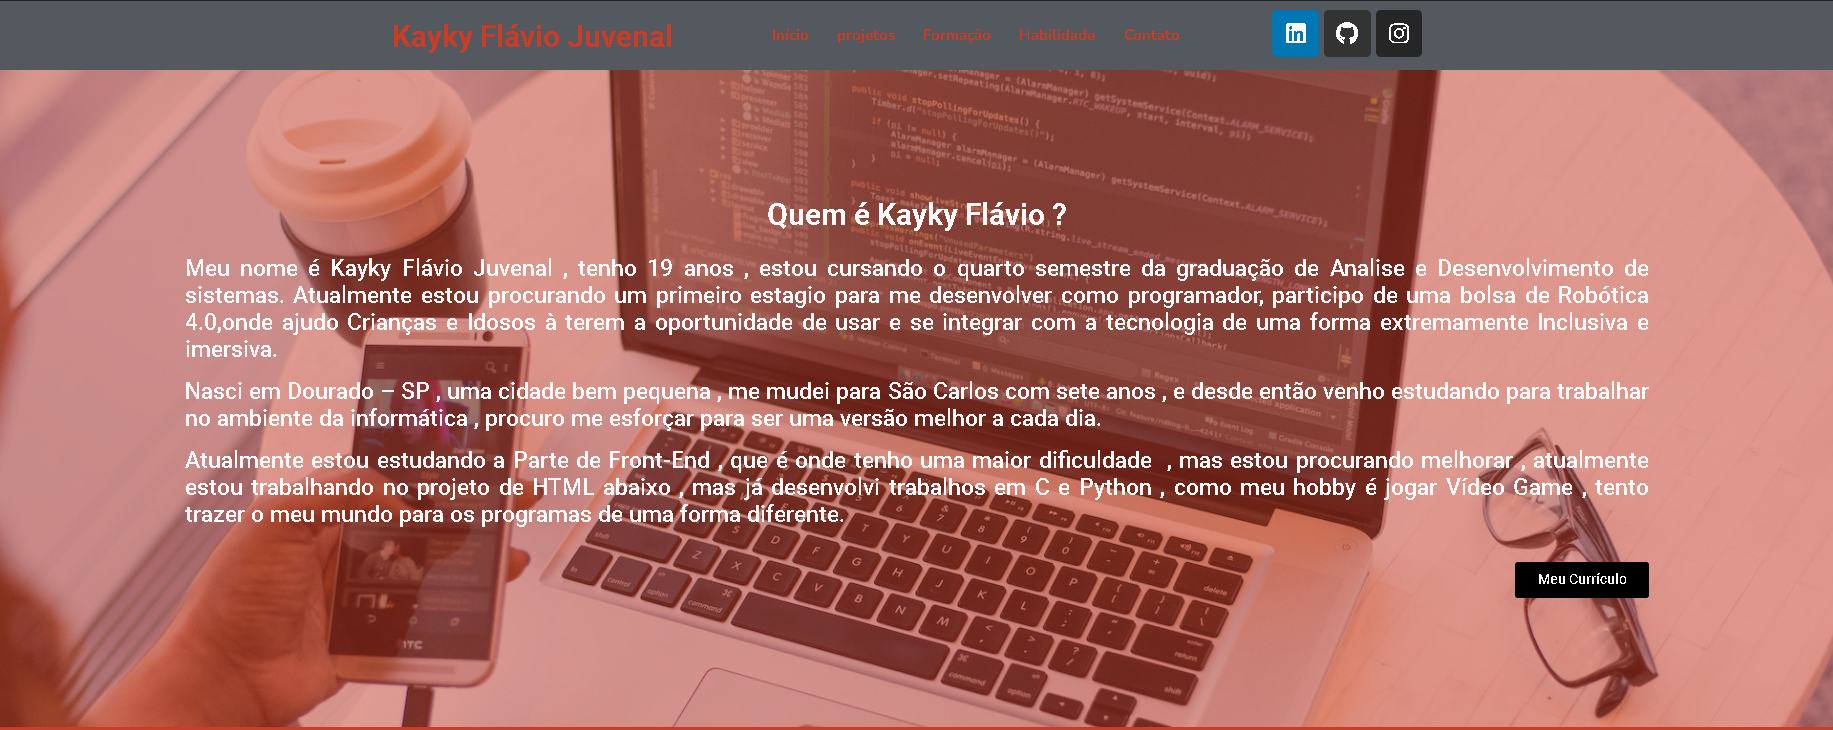 Kayky Flávio Juvenal
Início projetos Formação Habilidade Contato
Quem é Kayky Flávio ?
Meu nome é Kayky Flávio Juvenal , tenho 19 anos , estou cursando o quarto semestre da graduação de Analise e Desenvolvimento de
sistemas. Atualmente estou procurando um primeiro estagio para me desenvolver como programador, participo de uma bolsa de Robótica
4.0,onde ajudo Crianças e Idosos à terem a oportunidade de usar e se integrar com a tecnologia de uma forma extremamente Inclusiva e
imersiva.
Nasci em Dourado – SP , uma cidade bem pequena , me mudei para São Carlos com sete anos , e desde então venho estudando para trabalhar
no ambiente da informática , procuro me esforçar para ser uma versão melhor a cada dia.
Atualmente estou estudando a Parte de Front-End , que é onde tenho uma maior dificuldade , mas estou procurando melhorar , atualmente
estou trabalhando no projeto de HTML abaixo , mas já desenvolvi trabalhos em C e Python , como meu hobby é jogar Vídeo Game , tento
trazer o meu mundo para os programas de uma forma diferente.
Meu Currículo